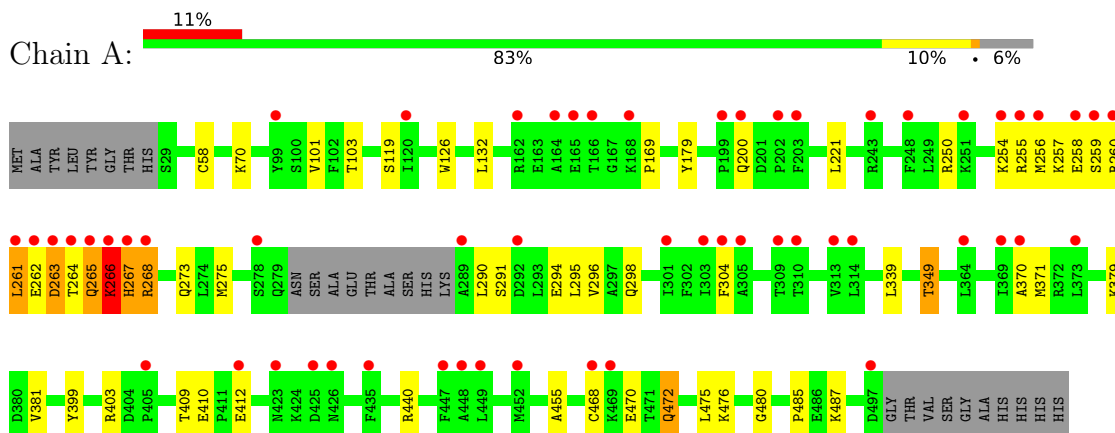 11%
Chain A:
83% 10% • 6%
MET ALA TYR LEU TYR GLY THR HIS S29 C58 K70 Y99 S100 V101 F102 T103 S119 I120 W126 L132 R162 E163 A164 E165 T166 G167 K168 P169 Y179 P199 Q200 D201 P202 F203 L221 R243 F248 L249 R250 K251 K254 R255 M256 K257 E258 S259
L261 E262 D263 T264 Q265 K266 H267 R268 Q273 L274 M275 S278 Q279 ASN SER ALA GLU THR ALA SER HIS LYS A289 L290 S291 D292 L293 E294 L295 V296 A297 Q298 I301 F302 I303 F304 A305 T309 T310 V313 L314 L339 T349 L364 I369 A370 M371 R372 L373 K379
D380 V381 Y399 R403 D404 P405 T409 E410 P411 E412 N423 K424 D425 N426 F435 R440 F447 A448 L449 M452 A455 C468 K469 E470 T471 Q472 L475 K476 G480 P485 E486 K487 D497 GLY THR VAL SER GLY ALA HIS HIS HIS HIS HIS